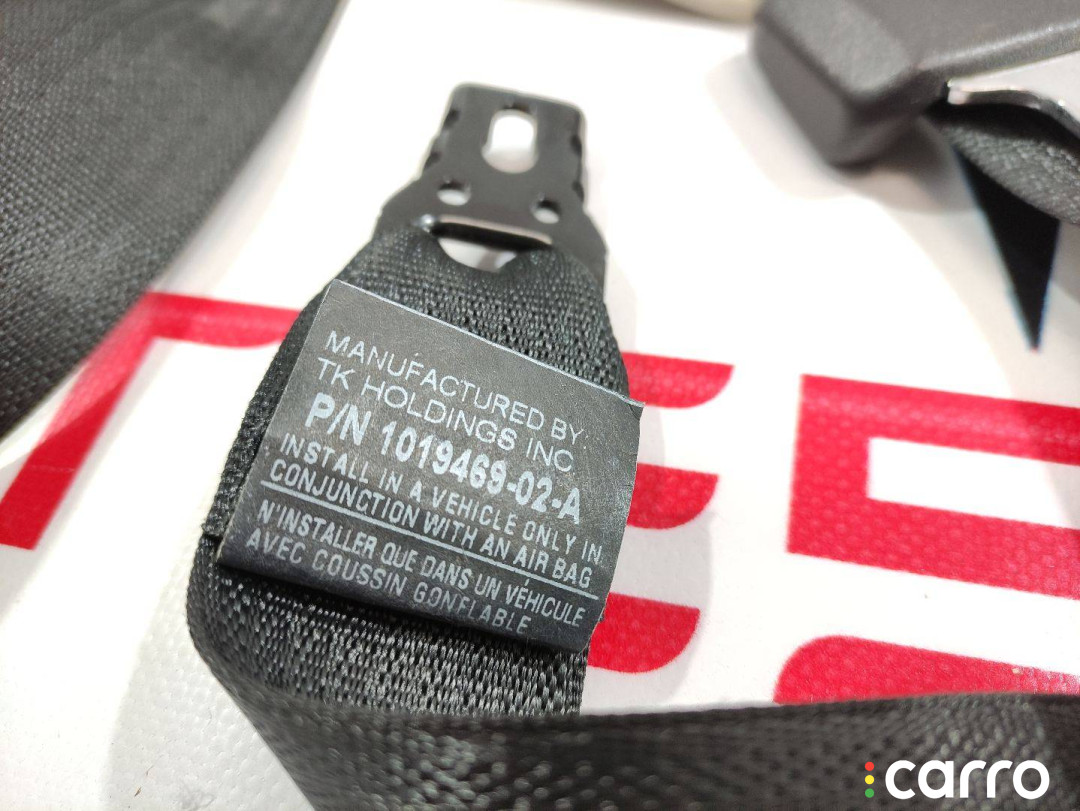 MANUFACTURED BY:
TK HOLDINGS INC
P/N 1019469-02-A
INSTALL IN A VEHICLE ONLY IN
CONJUNCTION WITH AN AIR BAG
N'INSTALLER QUE DANS UN VÉHICULE
AVEC COUSSIN GONFLABLE
carro